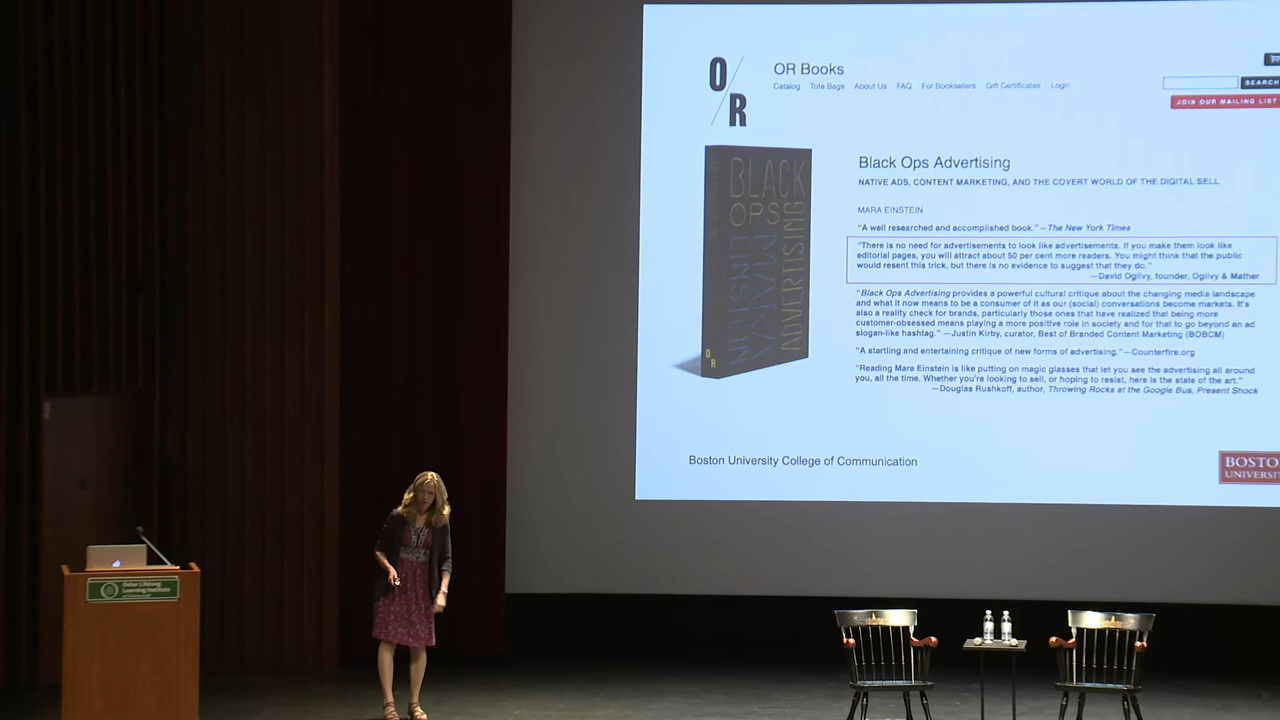 O/R
OR Books
Catalog Tote Bags About Us FAQ For Booksellers Gift Certificates Login
SEARCH
JOIN OUR MAILING LIST
BLACK OPS ADVERTISING
MARA EINSTEIN
O/R
Black Ops Advertising
NATIVE ADS, CONTENT MARKETING, AND THE COVERT WORLD OF THE DIGITAL SELL
MARA EINSTEIN
“A well researched and accomplished book.” —The New York Times
“There is no need for advertisements to look like advertisements. If you make them look like
editorial pages, you will attract about 50 per cent more readers. You might think that the public
would resent this trick, but there is no evidence to suggest that they do.”
—David Ogilvy, founder, Ogilvy & Mather
“Black Ops Advertising provides a powerful cultural critique about the changing media landscape
and what it now means to be a consumer of it as our (social) conversations become markets. It's
also a reality check for brands, particularly those ones that have realized that being more
customer-obsessed means playing a more positive role in society and for that to go beyond an ad
slogan-like hashtag.” —Justin Kirby, curator, Best of Branded Content Marketing (BOBCM)
“A startling and entertaining critique of new forms of advertising.” —Counterfire.org
“Reading Mara Einstein is like putting on magic glasses that let you see the advertising all around
you, all the time. Whether you're looking to sell, or hoping to resist, here is the state of the art.”
—Douglas Rushkoff, author, Throwing Rocks at the Google Bus, Present Shock
Boston University College of Communication
BOSTO
UNIVERSIT
Osher Lifelong
Learning Institute